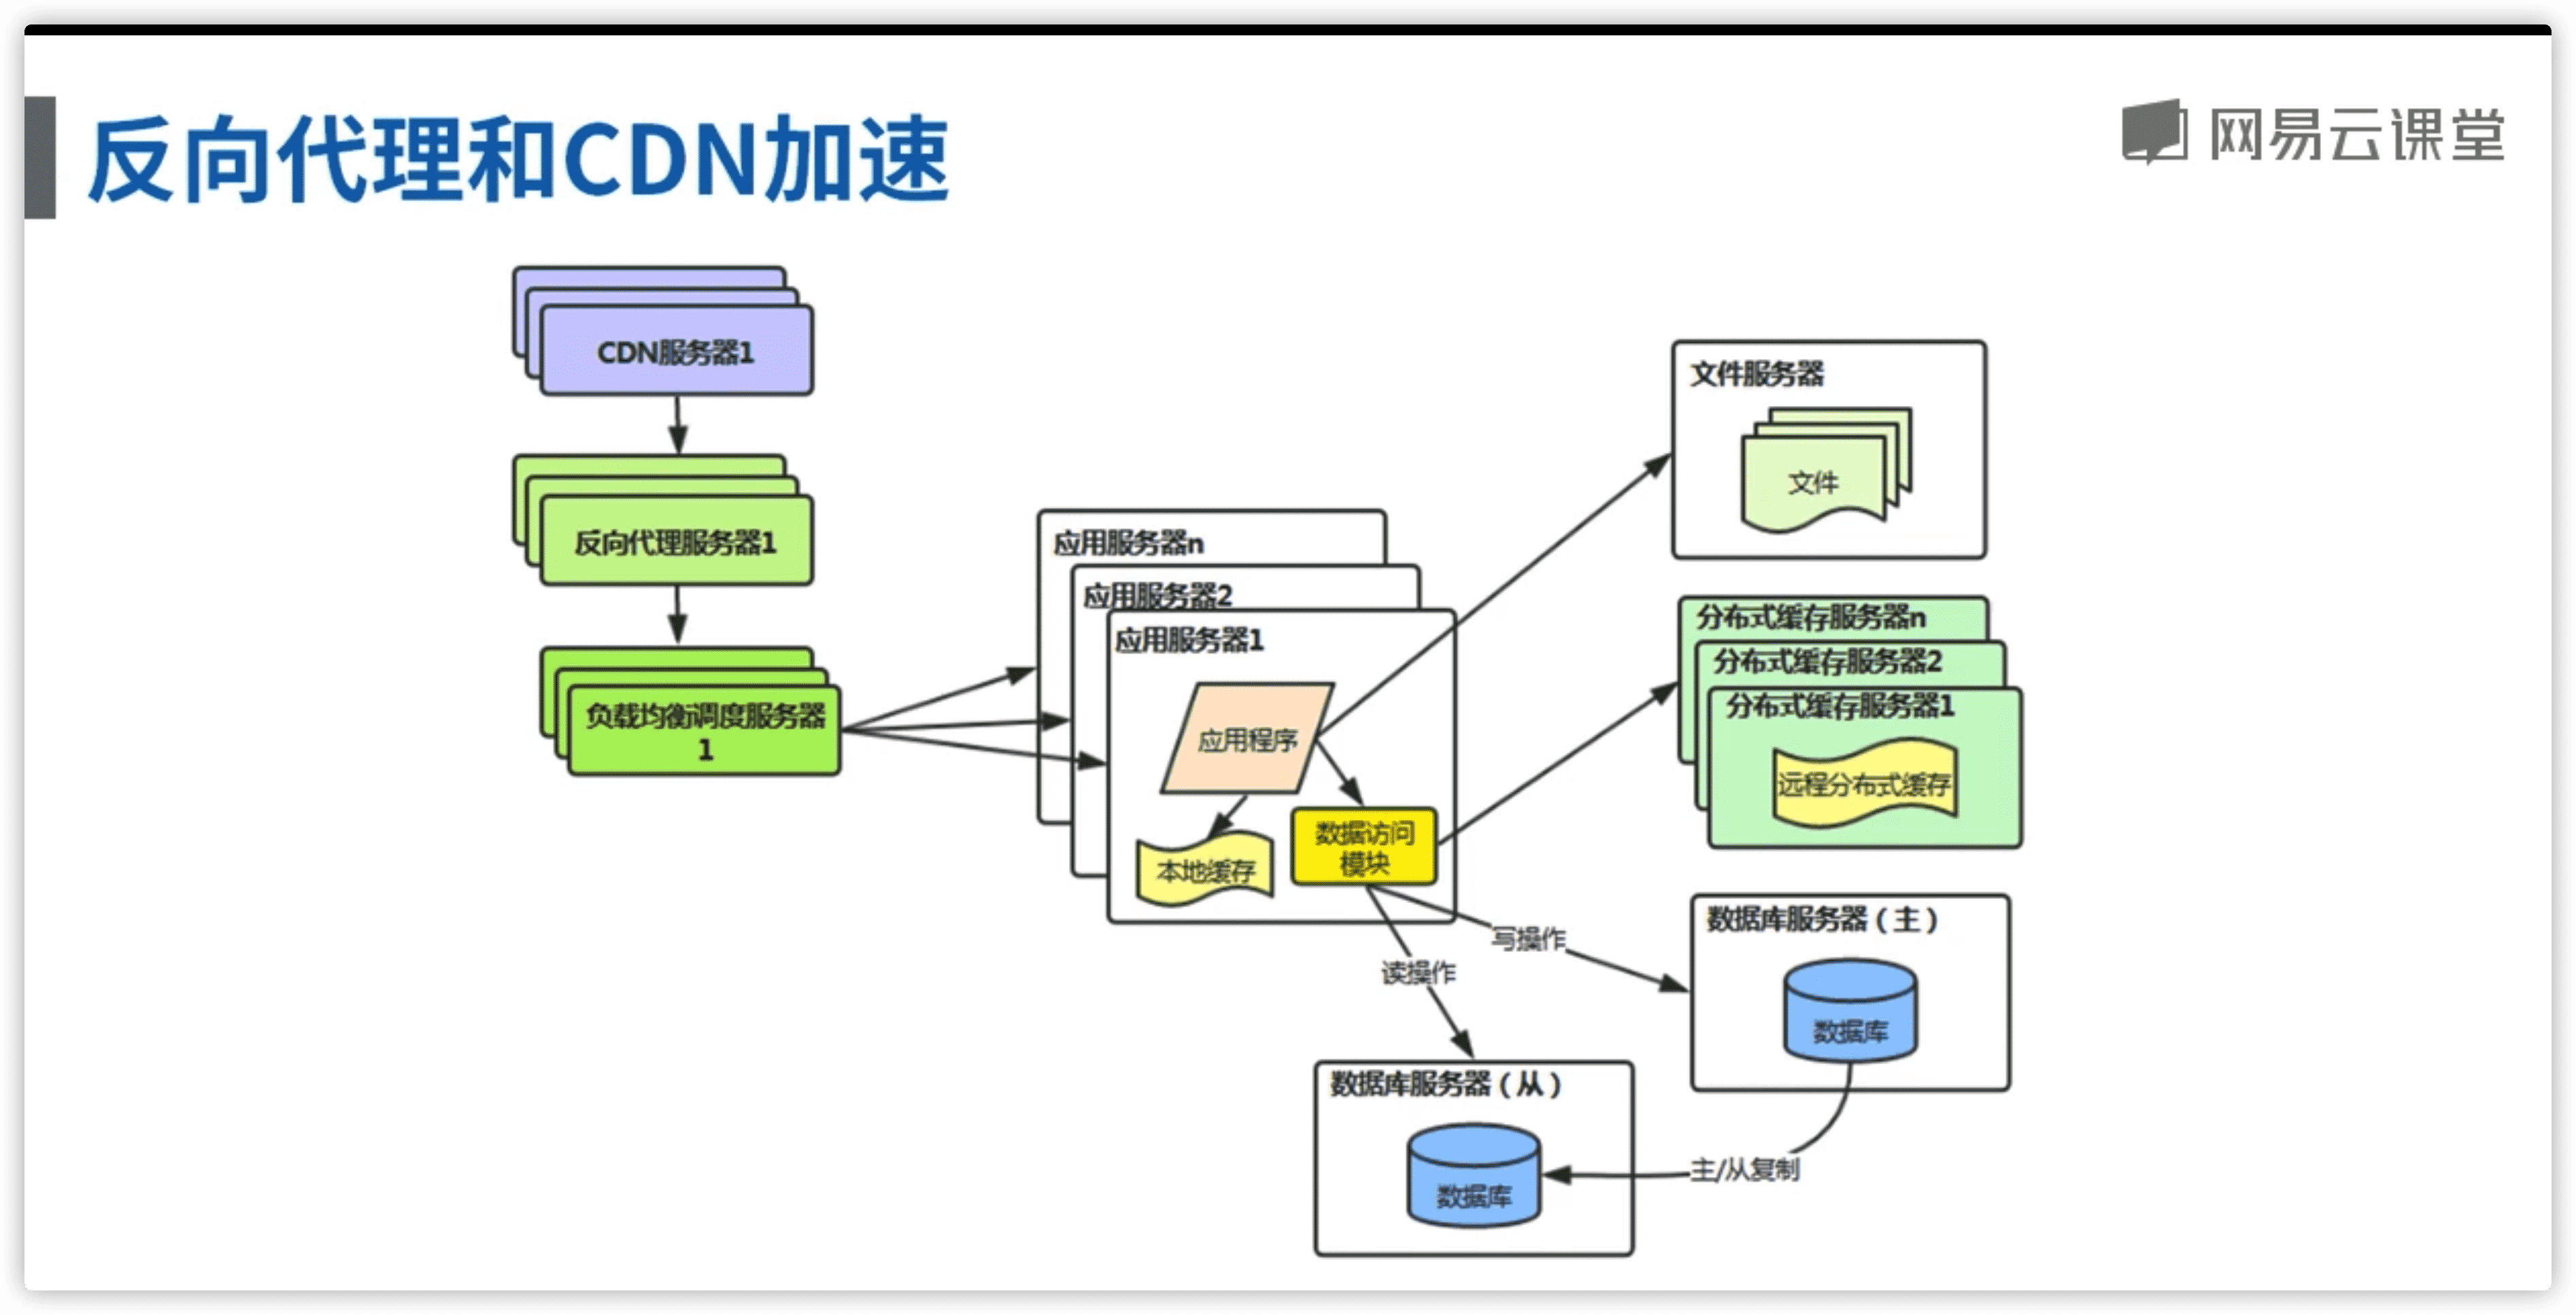 反向代理和CDN加速
网易云课堂
CDN服务器1
反向代理服务器1
负载均衡调度服务器
1
应用服务器n
应用服务器2
应用服务器1
应用程序
本地缓存
数据访问
模块
文件服务器
文件
分布式缓存服务器n
分布式缓存服务器2
分布式缓存服务器1
远程分布式缓存
写操作
读操作
数据库服务器（主）
数据库
数据库服务器（从）
数据库
主/从复制